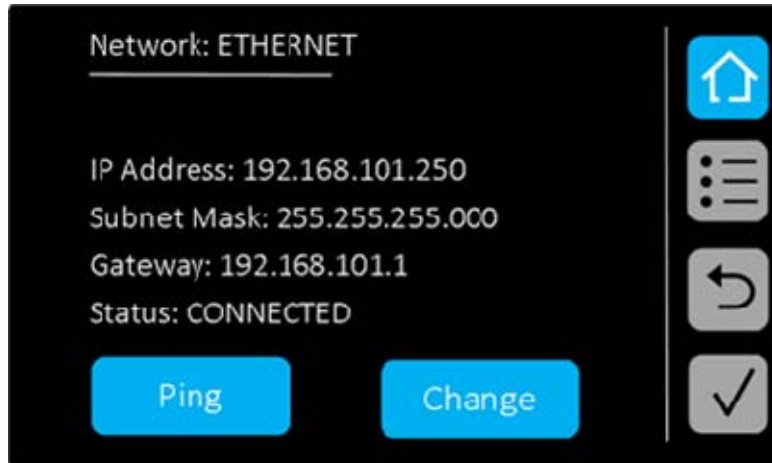 Network: ETHERNET
IP Address: 192.168.101.250
Subnet Mask: 255.255.255.000
Gateway: 192.168.101.1
Status: CONNECTED
Ping
Change